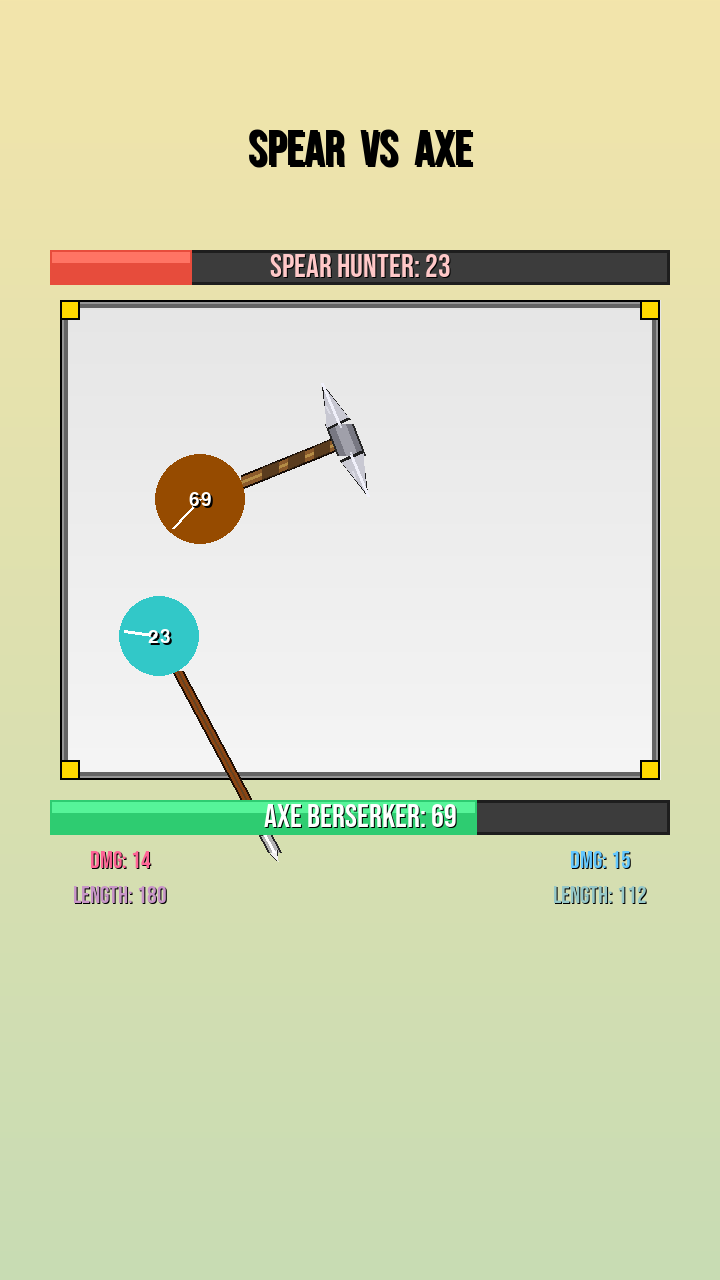 SPEAR VS AXE
SPEAR HUNTER: 23
69
23
AXE BERSERKER: 69
DMG: 14
DMG: 15
LENGTH: 180
LENGTH: 112